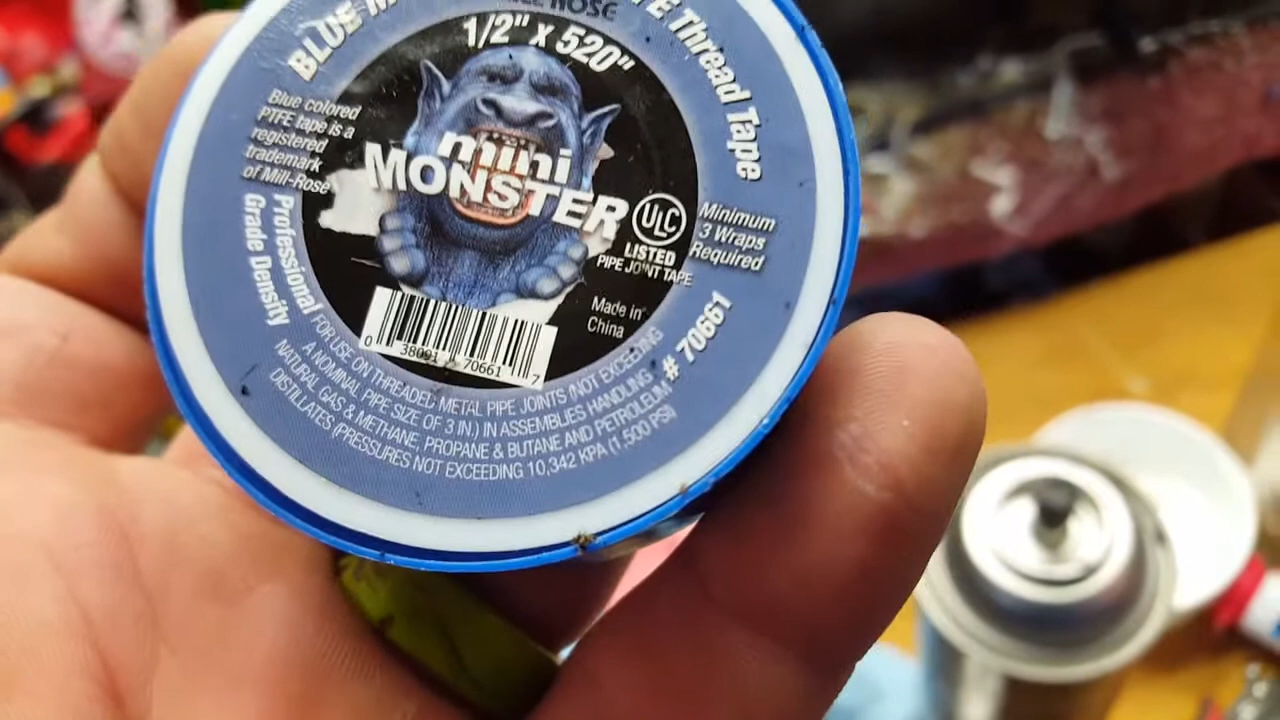 BLUE M
HOSE
E Thread Tape
1/2" x 520"
Blue colored
PTFE tape is a
registered
trademark
of Mill-Rose
mini
MONSTER
ULC
LISTED
PIPE JOINT TAPE
Minimum
3 Wraps
Required
Professional
Grade Density
Made in
China
# 70661
0 38091 70661 7
FOR USE ON THREADED METAL PIPE JOINTS (NOT EXCEEDING
A NOMINAL PIPE SIZE OF 3 IN.) IN ASSEMBLIES HANDLING
NATURAL GAS & METHANE, PROPANE & BUTANE AND PETROLEUM
DISTILLATES (PRESSURES NOT EXCEEDING 10,342 KPA (1,500 PSI)